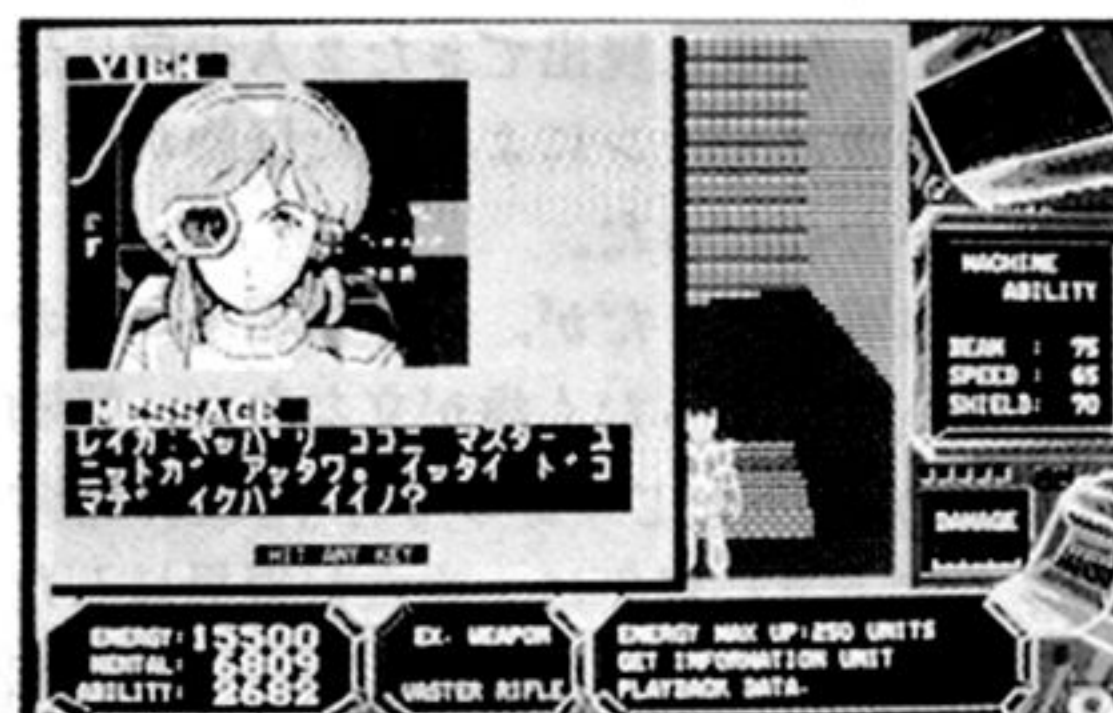 VIEW
MESSAGE
レイカ:ヤッパリ ココニ マスター ユ
ニットガ アッタワ。 イッタイ ドコ
マデ イケバ イイノ?
HIT ANY KEY
MACHINE
ABILITY
BEAM : 75
SPEED : 65
SHIELD: 70
DAMAGE
ENERGY: 15500
MENTAL: 6809
ABILITY: 2682
EX. WEAPON
VASTER RIFLE
ENERGY MAX UP:250 UNITS
GET INFORMATION UNIT
PLAYBACK DATA.